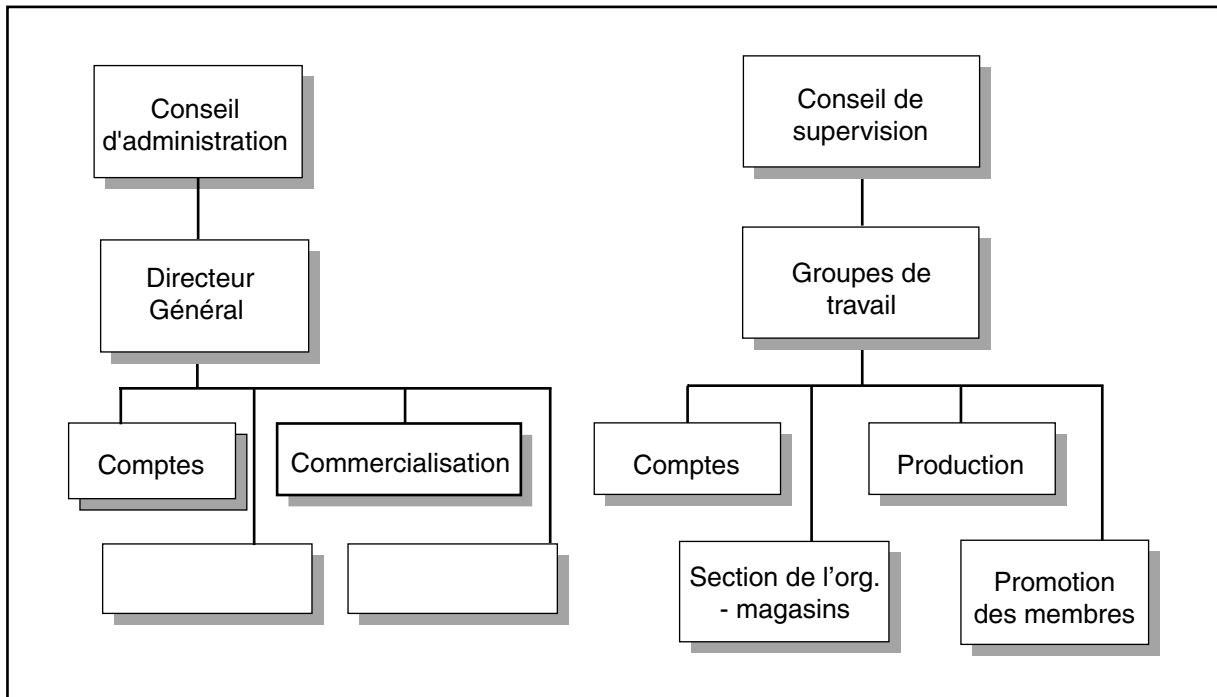 Conseil
d'administration
Directeur
Général
Comptes
Commercialisation
Conseil de
supervision
Groupes de
travail
Comptes
Production
Section de l’org.
- magasins
Promotion
des membres